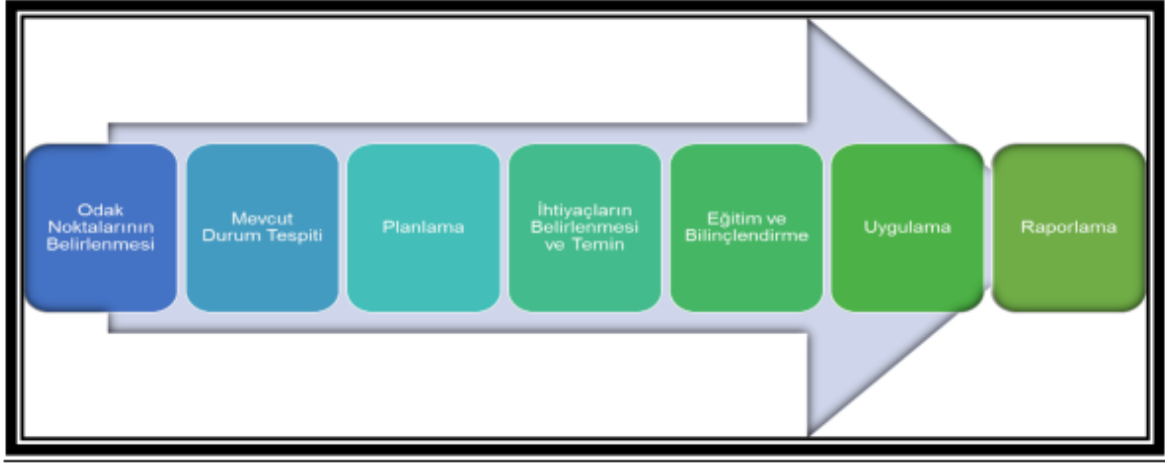 Odak
Noktalarının
Belirlenmesi
Mevcut
Durum Tespiti
Planlama
İhtiyaçların
Belirlenmesi
ve Temin
Eğitim ve
Bilinçlendirme
Uygulama
Raporlama